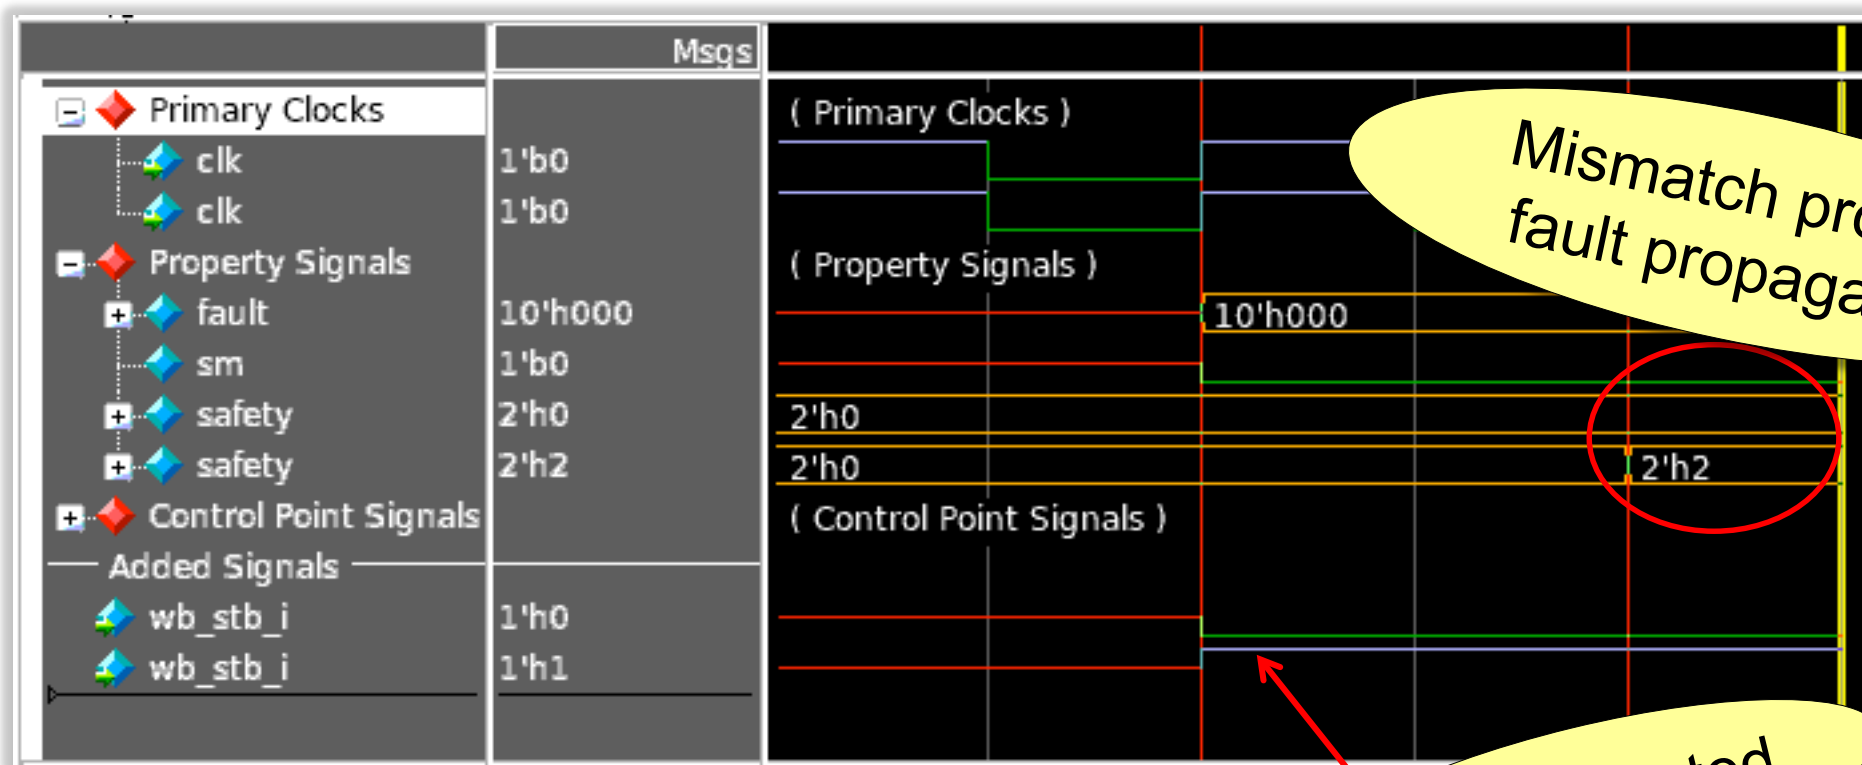 Msgs
Primary Clocks
( Primary Clocks )
clk 1'b0
clk 1'b0
Mismatch
fault
Property Signals
( Property Signals )
fault 10'h000 10'h000
sm 1'b0
safety 2'h0 2'h0
safety 2'h2 2'h0 2'h2
Control Point Signals
( Control Point Signals )
Added Signals
wb_stb_i 1'h0
wb_stb_i 1'h1